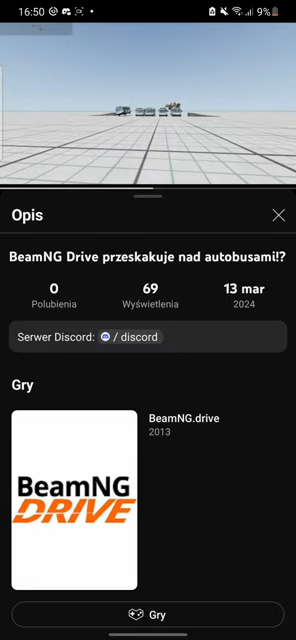 16:50
9%
Opis
BeamNG Drive przeskakuje nad autobusami!?
0
Polubienia
69
Wyświetlenia
13 mar
2024
Serwer Discord: / discord
Gry
BeamNG
DRIVE
BeamNG.drive
2013
Gry